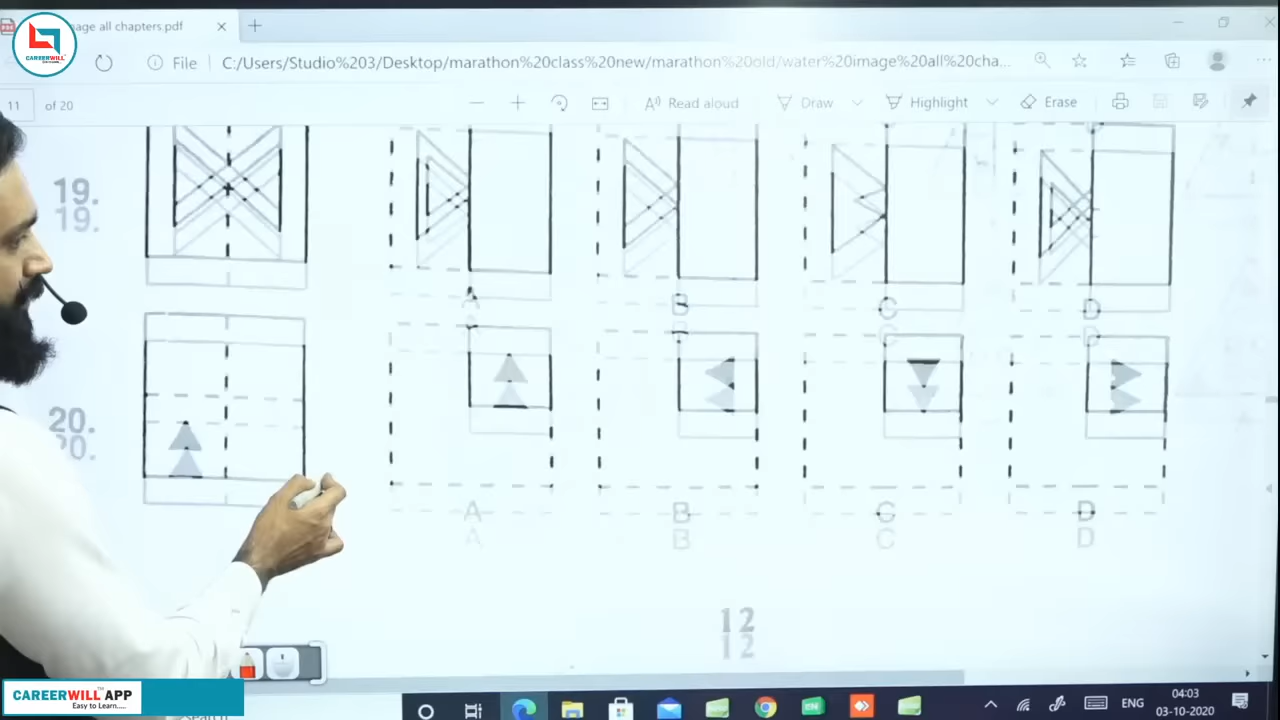 nage all chapters.pdf
CAREERWILL
File C:/Users/Studio%203/Desktop/marathon%20class%20new/marathon%20old/water%20image%20all%20cha...
11 of 20 Read aloud Draw Highlight Erase
19.
19.
A B C D
A C D
20.
20.
A B C D
A B C D
12
12
CAREERWILL APP
Easy to Learn.....
ENG 04:03
03-10-2020